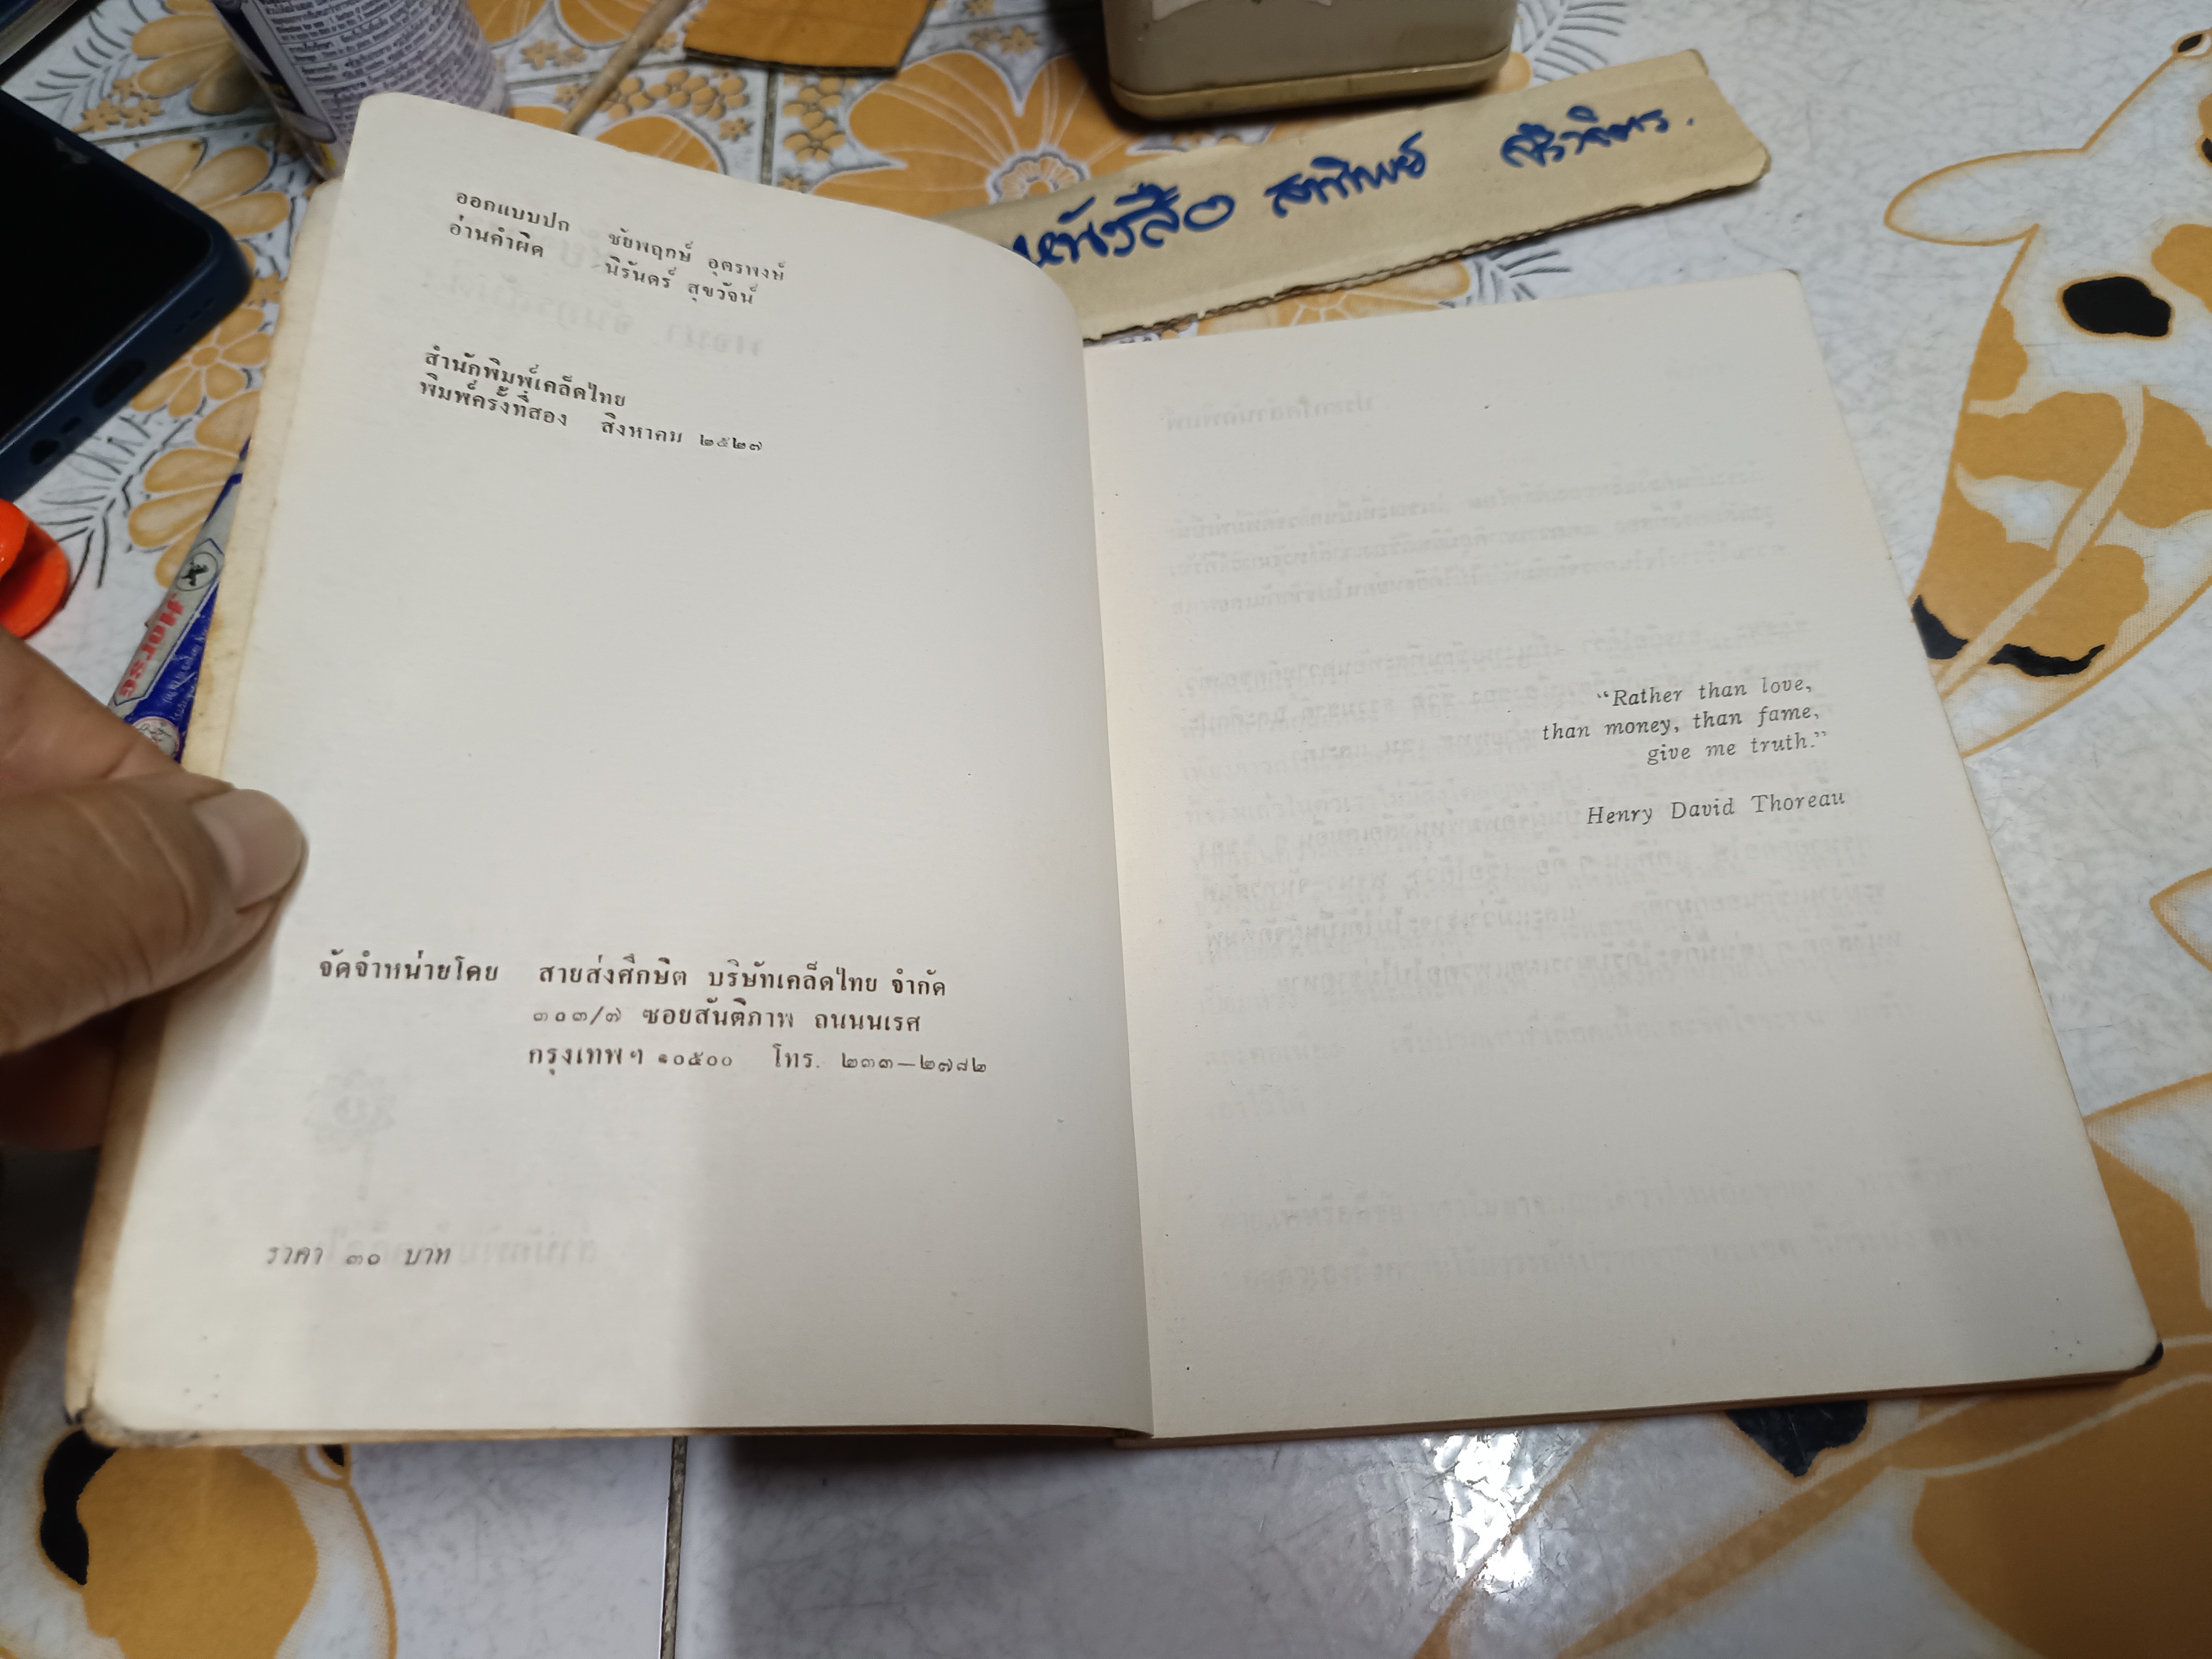 ออกแบบปก ชัยพฤกษ์ อุตรพงษ์
อ่านคำผิด นิรันดร์ สุขวัจน์
สำนักพิมพ์เคล็ดไทย
พิมพ์ครั้งที่สอง สิงหาคม ๒๕๒๗
จัดจำหน่ายโดย สายส่งศึกษิต บริษัทเคล็ดไทย จำกัด
๓๐๓/๗ ซอยสันติภาพ ถนนนเรศ
กรุงเทพฯ ๑๐๕๐๐ โทร. ๒๓๓—๒๗๘๒
ราคา ๓๐ บาท
“Rather than love,
than money, than fame,
give me truth.”
Henry David Thoreau
หนังสือ
Horse